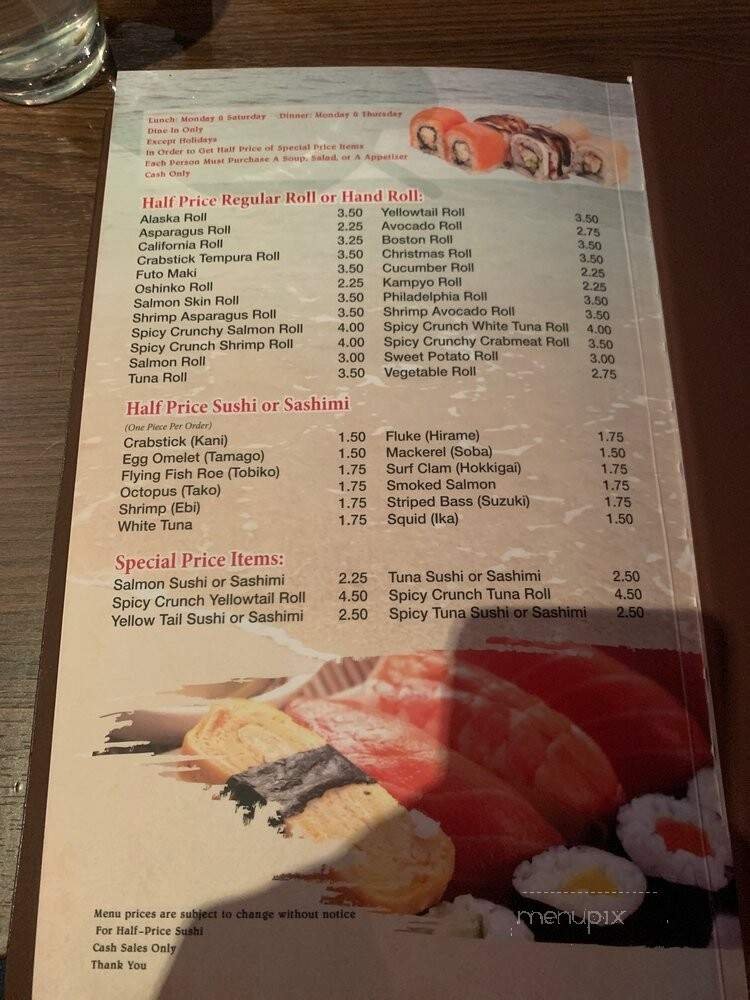 Lunch: Monday & Saturday Dinner: Monday & Thursday
Dine In Only
Except Holidays
In Order to Get Half Price of Special Price Items
Each Person Must Purchase A Soup, Salad, or A Appetizer
Cash Only
Half Price Regular Roll or Hand Roll:
Alaska Roll 3.50 Yellowtail Roll 3.50
Asparagus Roll 2.25 Avocado Roll 2.75
California Roll 3.25 Boston Roll 3.50
Crabstick Tempura Roll 3.50 Christmas Roll 3.50
Futo Maki 3.50 Cucumber Roll 2.25
Oshinko Roll 2.25 Kampyo Roll 2.25
Salmon Skin Roll 3.50 Philadelphia Roll 3.50
Shrimp Asparagus Roll 3.50 Shrimp Avocado Roll 3.50
Spicy Crunchy Salmon Roll 4.00 Spicy Crunch White Tuna Roll 4.00
Spicy Crunch Shrimp Roll 4.00 Spicy Crunchy Crabmeat Roll 3.50
Salmon Roll 3.00 Sweet Potato Roll 3.00
Tuna Roll 3.50 Vegetable Roll 2.75
Half Price Sushi or Sashimi
(One Piece Per Order)
Crabstick (Kani) 1.50 Fluke (Hirame) 1.75
Egg Omelet (Tamago) 1.50 Mackerel (Soba) 1.50
Flying Fish Roe (Tobiko) 1.75 Surf Clam (Hokkigai) 1.75
Octopus (Tako) 1.75 Smoked Salmon 1.75
Shrimp (Ebi) 1.75 Striped Bass (Suzuki) 1.75
White Tuna 1.75 Squid (Ika) 1.50
Special Price Items:
Salmon Sushi or Sashimi 2.25 Tuna Sushi or Sashimi 2.50
Spicy Crunch Yellowtail Roll 4.50 Spicy Crunch Tuna Roll 4.50
Yellow Tail Sushi or Sashimi 2.50 Spicy Tuna Sushi or Sashimi 2.50
Menu prices are subject to change without notice
For Half-Price Sushi
Cash Sales Only
Thank You
menupix